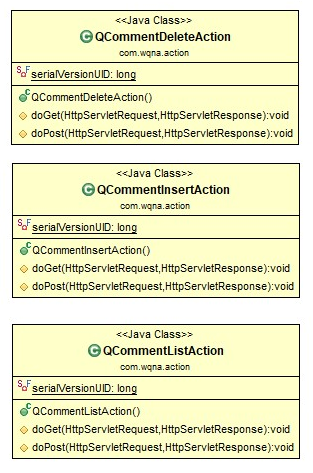 <<Java Class>>
QCommentDeleteAction
com.wqna.action
serialVersionUID: long
QCommentDeleteAction()
doGet(HttpServletRequest,HttpServletResponse):void
doPost(HttpServletRequest,HttpServletResponse):void
<<Java Class>>
QCommentInsertAction
com.wqna.action
serialVersionUID: long
QCommentInsertAction()
doGet(HttpServletRequest,HttpServletResponse):void
doPost(HttpServletRequest,HttpServletResponse):void
<<Java Class>>
QCommentListAction
com.wqna.action
serialVersionUID: long
QCommentListAction()
doGet(HttpServletRequest,HttpServletResponse):void
doPost(HttpServletRequest,HttpServletResponse):void